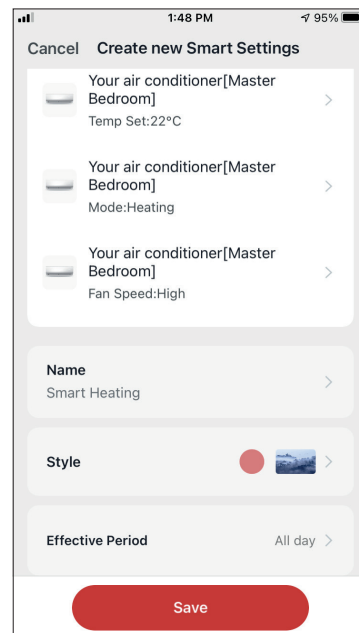 1:48 PM 95%
Cancel Create new Smart Settings
Your air conditioner[Master
Bedroom]
Temp Set:22°C
Your air conditioner[Master
Bedroom]
Mode:Heating
Your air conditioner[Master
Bedroom]
Fan Speed:High
Name
Smart Heating
Style
Effective Period All day
Save